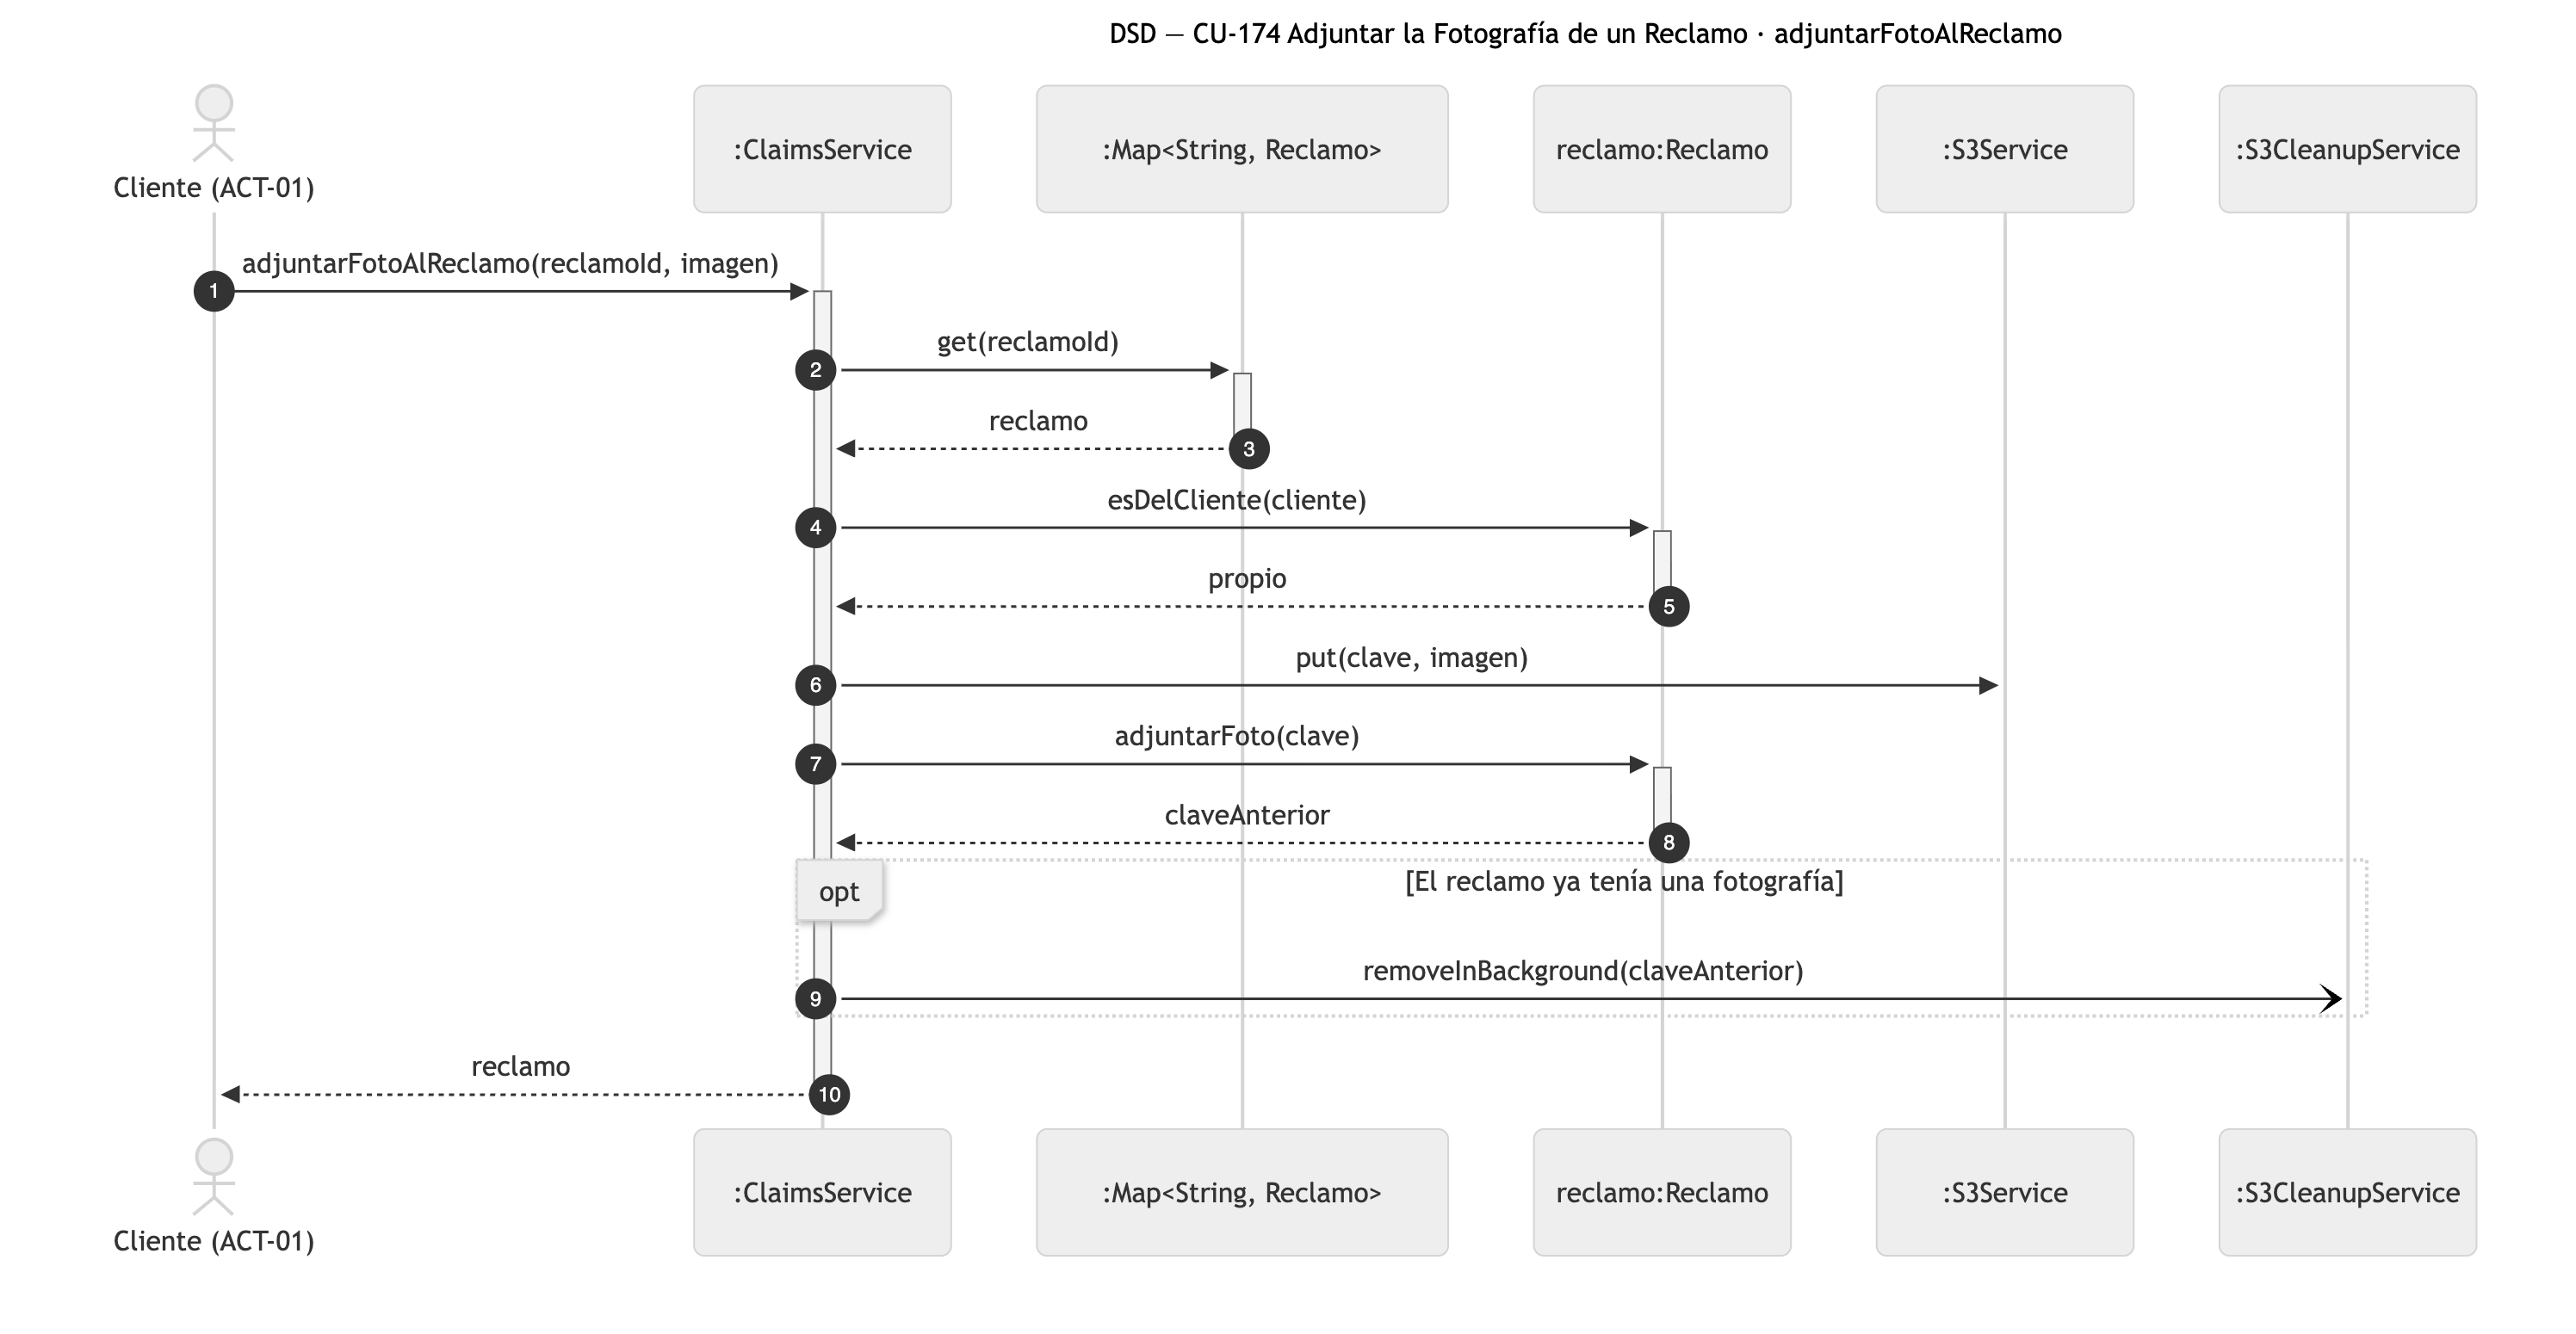 DSD — CU-174 Adjuntar la Fotografía de un Reclamo · adjuntarFotoAlReclamo
Cliente (ACT-01)
:ClaimsService
:Map<String, Reclamo>
reclamo:Reclamo
:S3Service
:S3CleanupService
adjuntarFotoAlReclamo(reclamoId, imagen)
1
get(reclamoId)
2
reclamo
3
esDelCliente(cliente)
4
propio
5
put(clave, imagen)
6
adjuntarFoto(clave)
7
claveAnterior
8
opt
[El reclamo ya tenía una fotografía]
removeInBackground(claveAnterior)
9
reclamo
10
Cliente (ACT-01)
:ClaimsService
:Map<String, Reclamo>
reclamo:Reclamo
:S3Service
:S3CleanupService